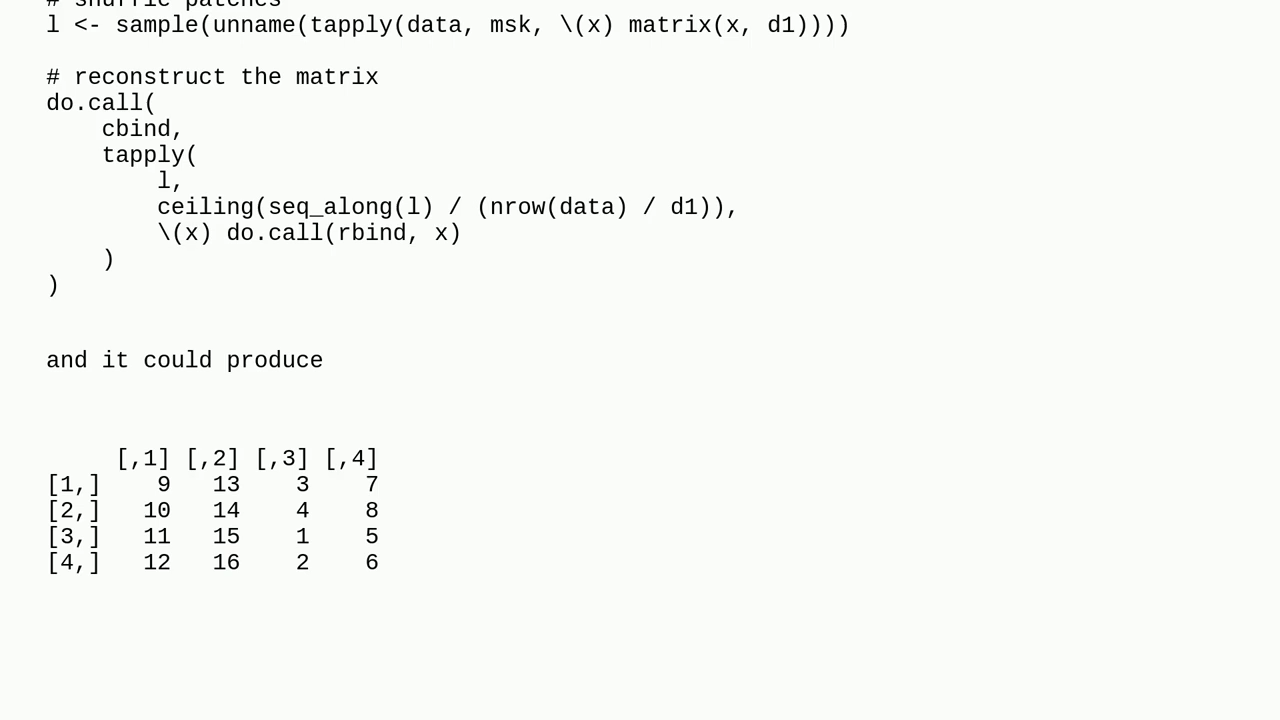 # shuffle patches
l <- sample(unname(tapply(data, msk, \(x) matrix(x, d1))))
# reconstruct the matrix
do.call(
    cbind,
    tapply(
        l,
        ceiling(seq_along(l) / (nrow(data) / d1)),
        \(x) do.call(rbind, x)
    )
)
and it could produce
     [,1] [,2] [,3] [,4]
[1,]    9   13    3    7
[2,]   10   14    4    8
[3,]   11   15    1    5
[4,]   12   16    2    6